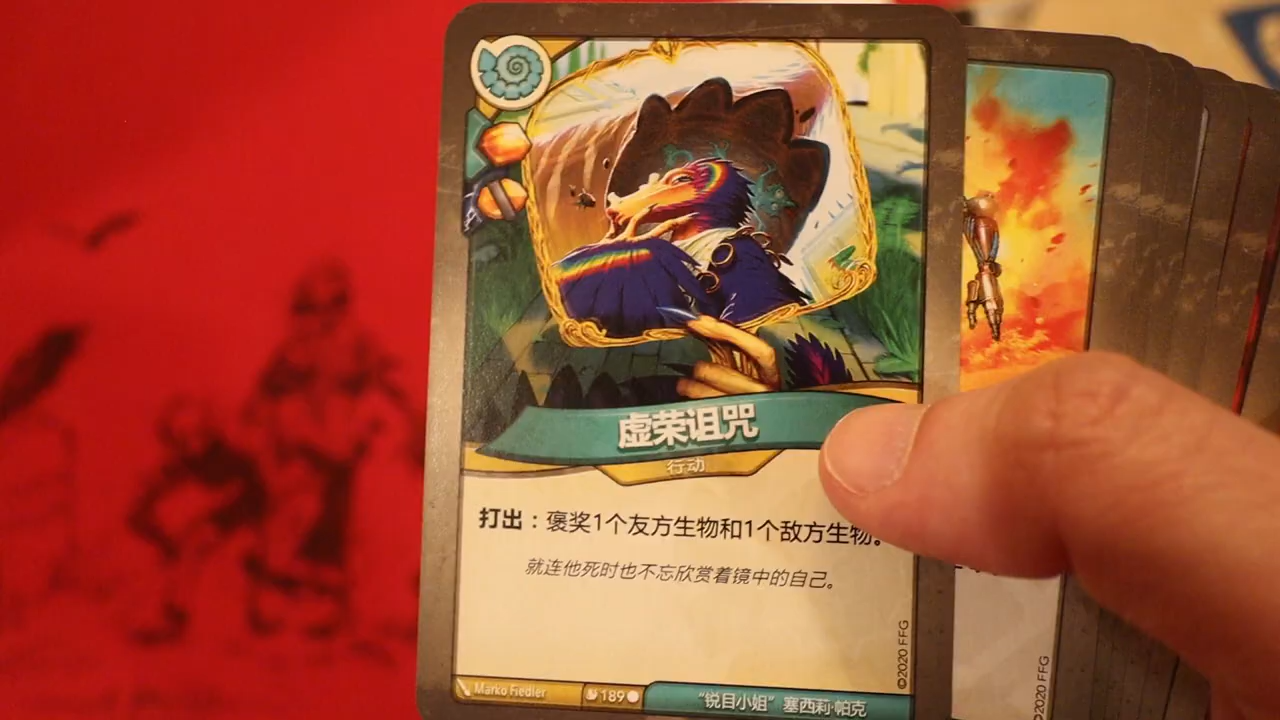 虚荣诅咒
行动
打出：褒奖1个友方生物和1个敌方生物。
就连他死时也不忘欣赏着镜中的自己。
©2020 FFG
Marko Fiedler
189
“锐目小姐” 塞西莉·帕克
©2020 FFG